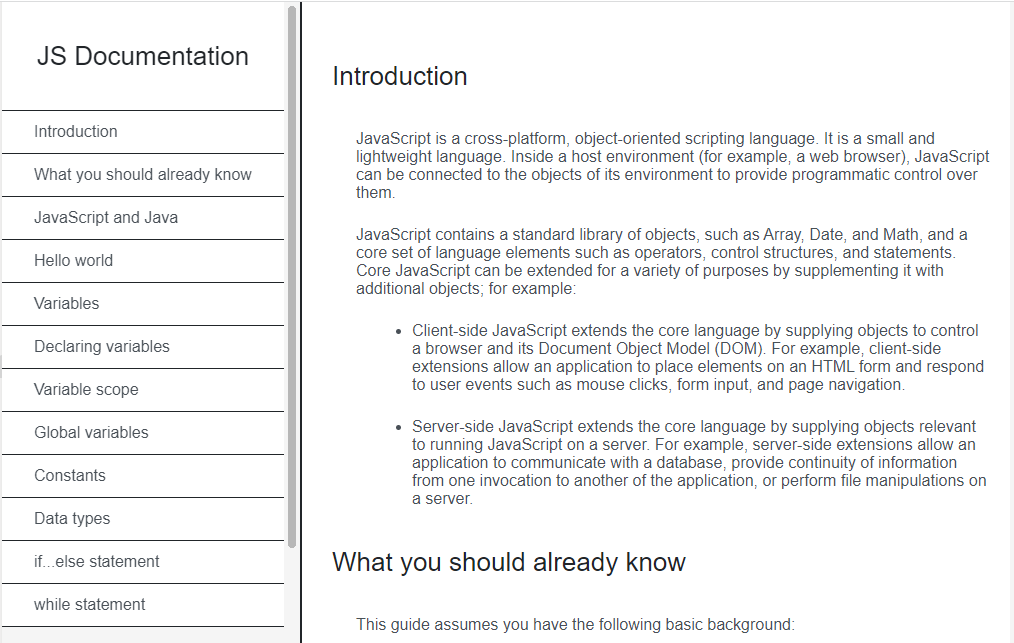 JS Documentation
Introduction
What you should already know
JavaScript and Java
Hello world
Variables
Declaring variables
Variable scope
Global variables
Constants
Data types
if...else statement
while statement
Introduction
JavaScript is a cross-platform, object-oriented scripting language. It is a small and
lightweight language. Inside a host environment (for example, a web browser), JavaScript
can be connected to the objects of its environment to provide programmatic control over
them.
JavaScript contains a standard library of objects, such as Array, Date, and Math, and a
core set of language elements such as operators, control structures, and statements.
Core JavaScript can be extended for a variety of purposes by supplementing it with
additional objects; for example:
• Client-side JavaScript extends the core language by supplying objects to control
a browser and its Document Object Model (DOM). For example, client-side
extensions allow an application to place elements on an HTML form and respond
to user events such as mouse clicks, form input, and page navigation.
• Server-side JavaScript extends the core language by supplying objects relevant
to running JavaScript on a server. For example, server-side extensions allow an
application to communicate with a database, provide continuity of information
from one invocation to another of the application, or perform file manipulations on
a server.
What you should already know
This guide assumes you have the following basic background: